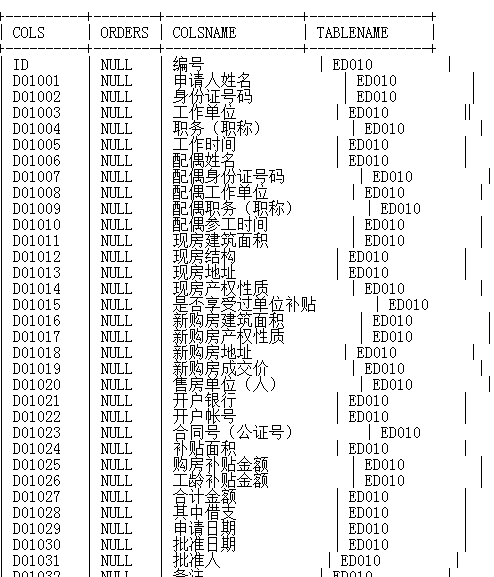 COLS | ORDERS | COLSNAME | TABLENAME
ID | NULL | 编号 | ED010 |
D01001 | NULL | 申请人姓名 | ED010 |
D01002 | NULL | 身份证号码 | ED010 |
D01003 | NULL | 工作单位 | ED010 ||
D01004 | NULL | 职务（职称） | ED010 |
D01005 | NULL | 工作时间 | ED010 |
D01006 | NULL | 配偶姓名 | ED010 |
D01007 | NULL | 配偶身份证号码 | ED010 |
D01008 | NULL | 配偶工作单位 | ED010 |
D01009 | NULL | 配偶职务（职称） | ED010
D01010 | NULL | 配偶参工时间 | ED010 |
D01011 | NULL | 现房建筑面积 | ED010 |
D01012 | NULL | 现房结构 | ED010 |
D01013 | NULL | 现房地址 | ED010 |
D01014 | NULL | 现房产权性质 | ED010 |
D01015 | NULL | 是否享受过单位补贴 | ED010
D01016 | NULL | 新购房建筑面积 | ED010 |
D01017 | NULL | 新购房产权性质 | ED010 |
D01018 | NULL | 新购房地址 | ED010 |
D01019 | NULL | 新购房成交价 | ED010 |
D01020 | NULL | 售房单位（人） | ED010 |
D01021 | NULL | 开户银行 | ED010 |
D01022 | NULL | 开户帐号 | ED010 |
D01023 | NULL | 合同号（公证号） | ED010
D01024 | NULL | 补贴面积 | ED010 |
D01025 | NULL | 购房补贴金额 | ED010 |
D01026 | NULL | 工龄补贴金额 | ED010 |
D01027 | NULL | 合计金额 | ED010 |
D01028 | NULL | 其中借支 | ED010 |
D01029 | NULL | 申请日期 | ED010 |
D01030 | NULL | 批准日期 | ED010 |
D01031 | NULL | 批准人 | ED010 |
D01032 | NULL | 备注 | ED010 |